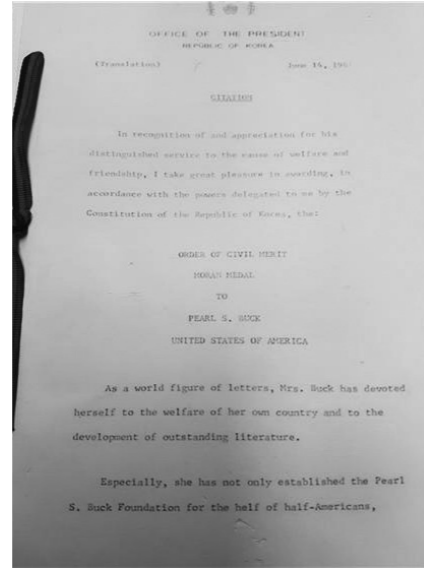 OFFICE OF THE PRESIDENT
REPUBLIC OF KOREA
(Translation) June 14,
CITATION
In recognition of and appreciation for his
distinguished service to the cause of welfare and
friendship, I take great pleasure in awarding, in
accordance with the powers delegated to me by the
Constitution of the Republic of Korea, the:
ORDER OF CIVIL MERIT
MORAN MEDAL
TO
PEARL S. BUCK
UNITED STATES OF AMERICA
As a world figure of letters, Mrs. Buck has devoted
herself to the welfare of her own country and to the
development of outstanding literature.
Especially, she has not only established the Pearl
S. Buck Foundation for the helf of half-Americans,